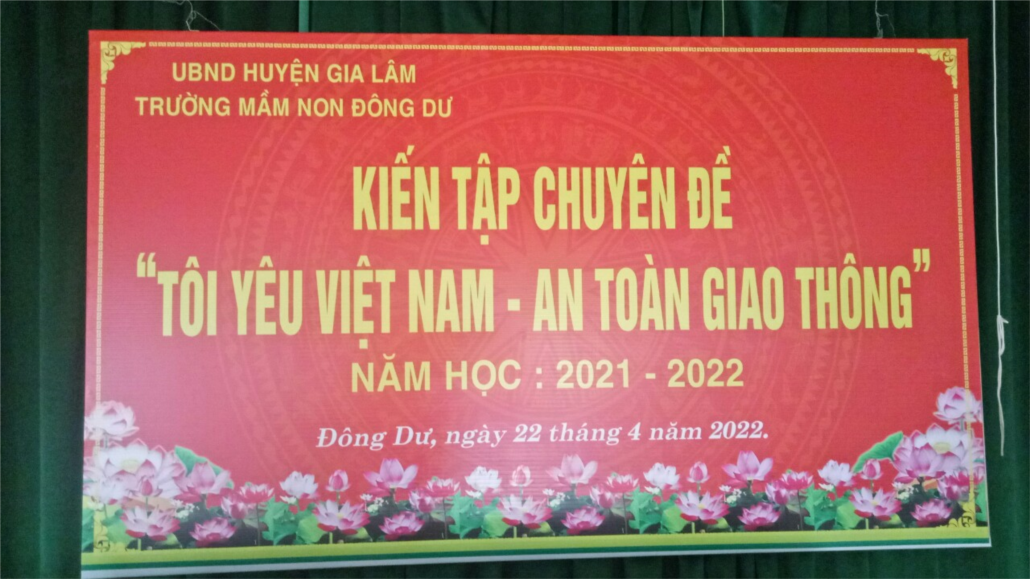 UBND HUYỆN GIA LÂM
TRƯỜNG MẦM NON ĐÔNG DƯ
KIẾN TẬP CHUYÊN ĐỀ
“TÔI YÊU VIỆT NAM - AN TOÀN GIAO THÔNG”
NĂM HỌC : 2021 - 2022
Đông Dư, ngày 22 tháng 4 năm 2022.